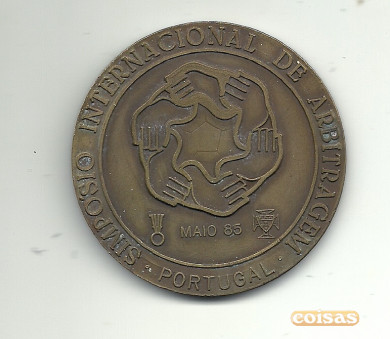 SIMPOSIO INTERNACIONAL DE ARBITRAGEM
MAIO 85
· PORTUGAL ·
coisas